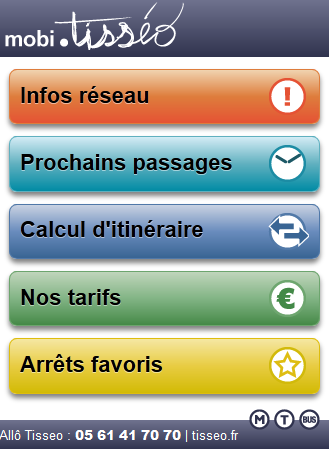 mobi.tisséo
Infos réseau
!
Prochains passages
Calcul d'itinéraire
Nos tarifs
€
Arrêts favoris
M T BUS
Allô Tisseo : 05 61 41 70 70 | tisseo.fr